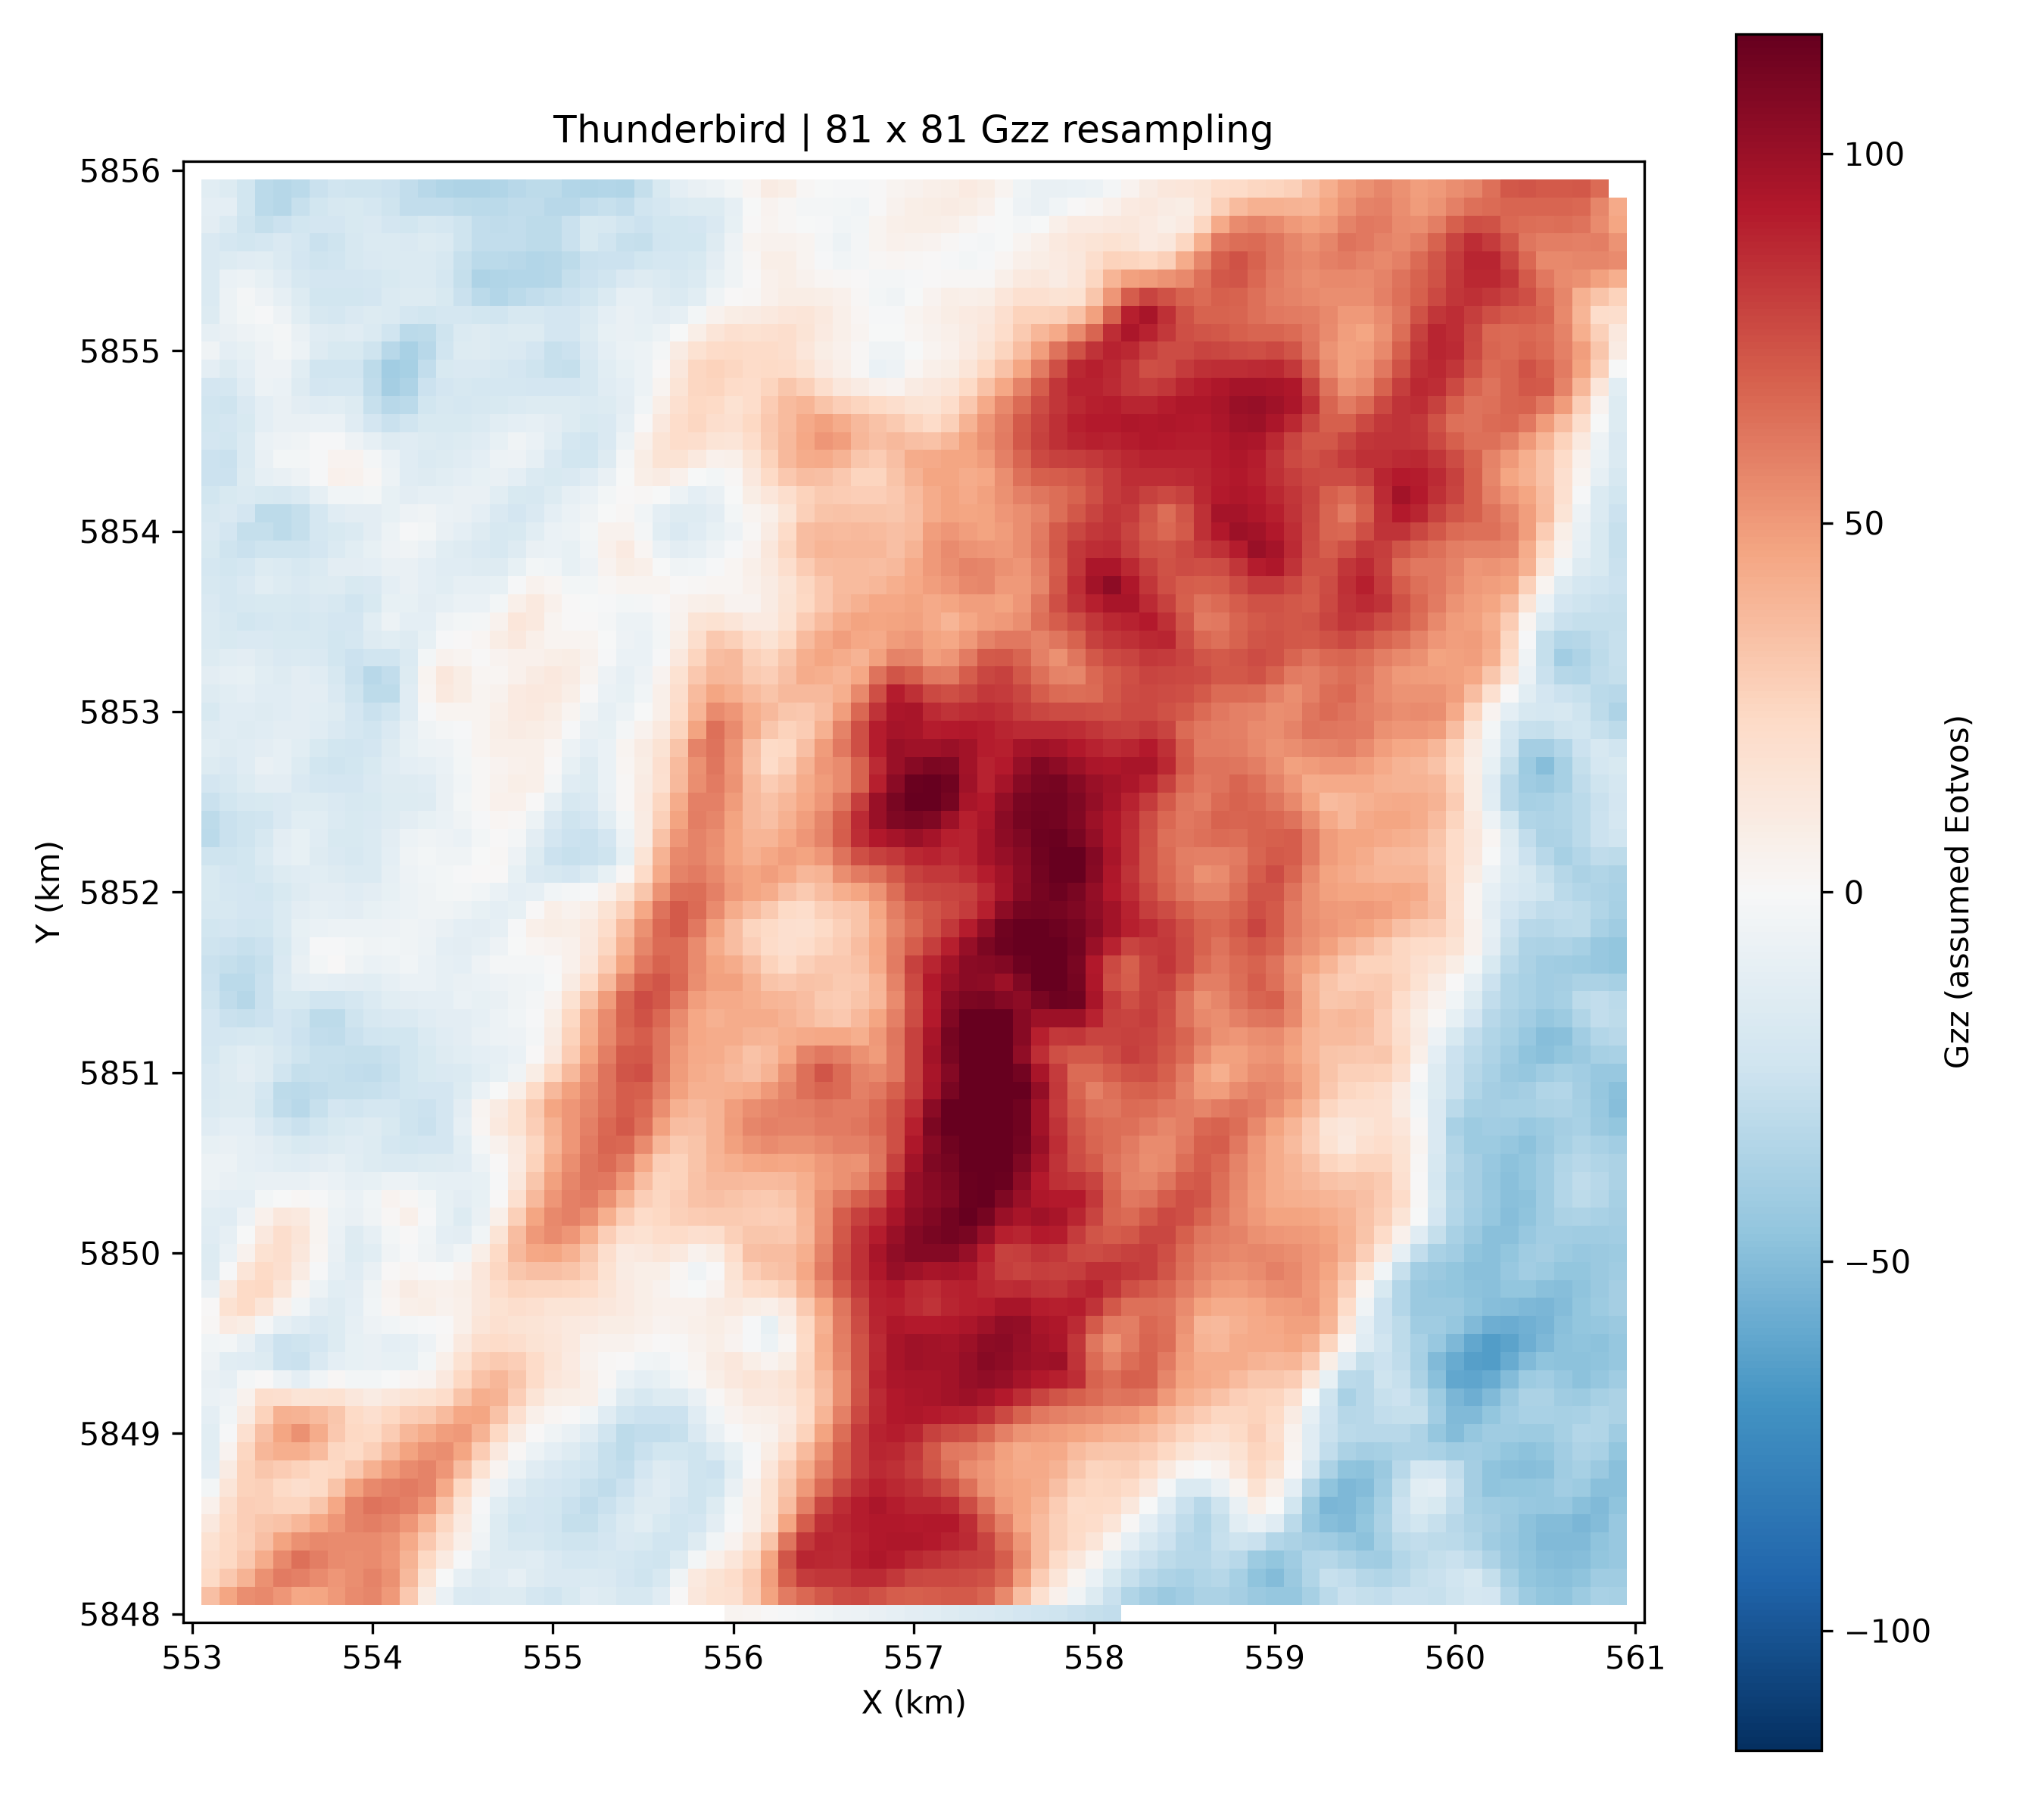 Thunderbird | 81 x 81 Gzz resampling
5856
5855
5854
5853
5852
5851
5850
5849
5848
Y (km)
553 554 555 556 557 558 559 560 561
X (km)
100
50
0
−50
−100
Gzz (assumed Eotvos)